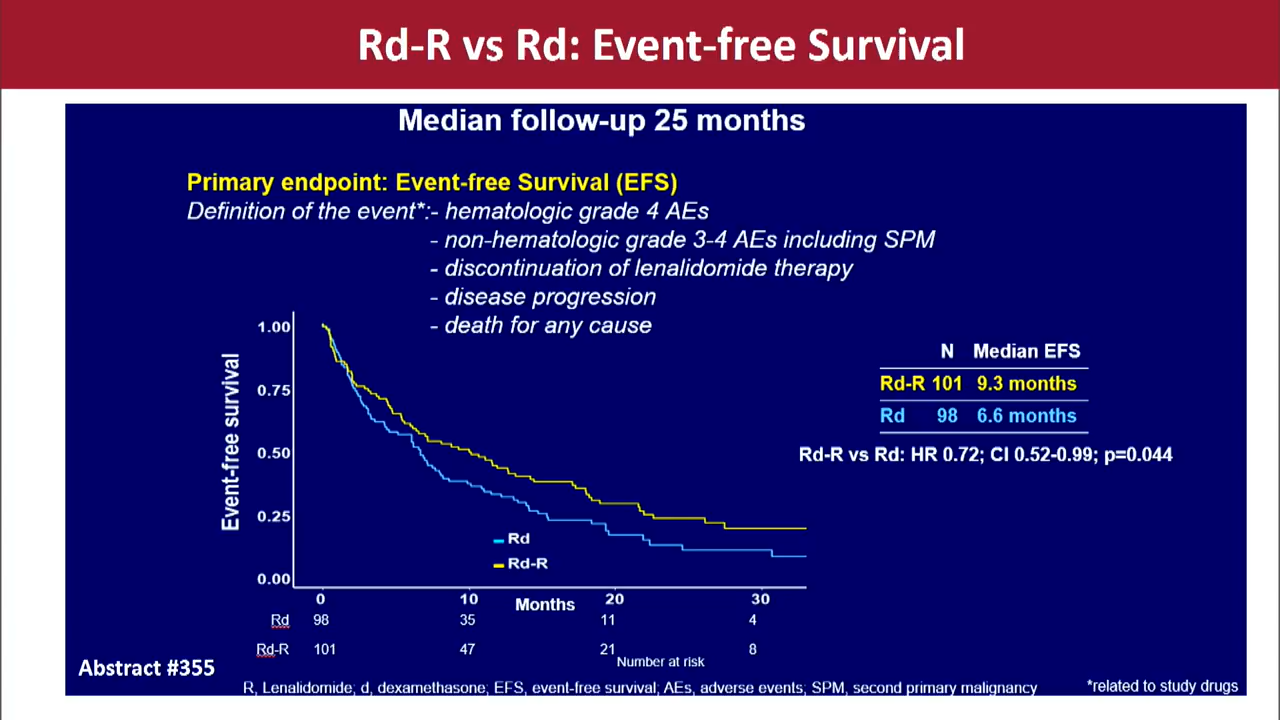 Rd-R vs Rd: Event-free Survival
Median follow-up 25 months
Primary endpoint: Event-free Survival (EFS)
Definition of the event*:- hematologic grade 4 AEs
- non-hematologic grade 3-4 AEs including SPM
- discontinuation of lenalidomide therapy
- disease progression
- death for any cause
Event-free survival
1.00
0.75
0.50
0.25
0.00
N Median EFS
Rd-R 101 9.3 months
Rd 98 6.6 months
Rd-R vs Rd: HR 0.72; CI 0.52-0.99; p=0.044
Rd
Rd-R
0 10 20 30
Months
Rd 98 35 11 4
Rd-R 101 47 21 8
Number at risk
Abstract #355
R, Lenalidomide; d, dexamethasone; EFS, event-free survival; AEs, adverse events; SPM, second primary malignancy
*related to study drugs